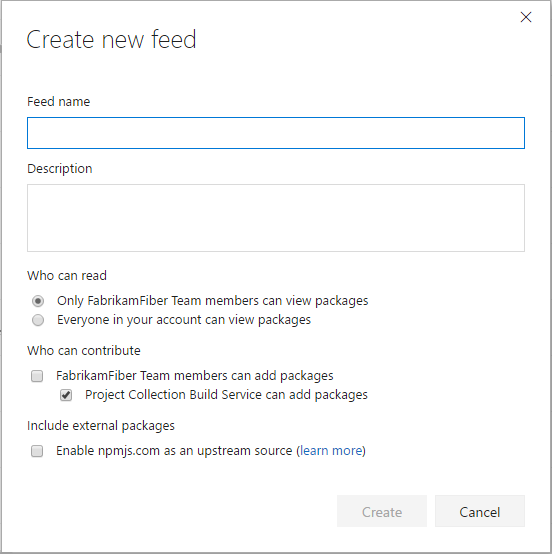 Create new feed
Feed name
Description
Who can read
Only FabrikamFiber Team members can view packages
Everyone in your account can view packages
Who can contribute
FabrikamFiber Team members can add packages
Project Collection Build Service can add packages
Include external packages
Enable npmjs.com as an upstream source (learn more)
Create Cancel